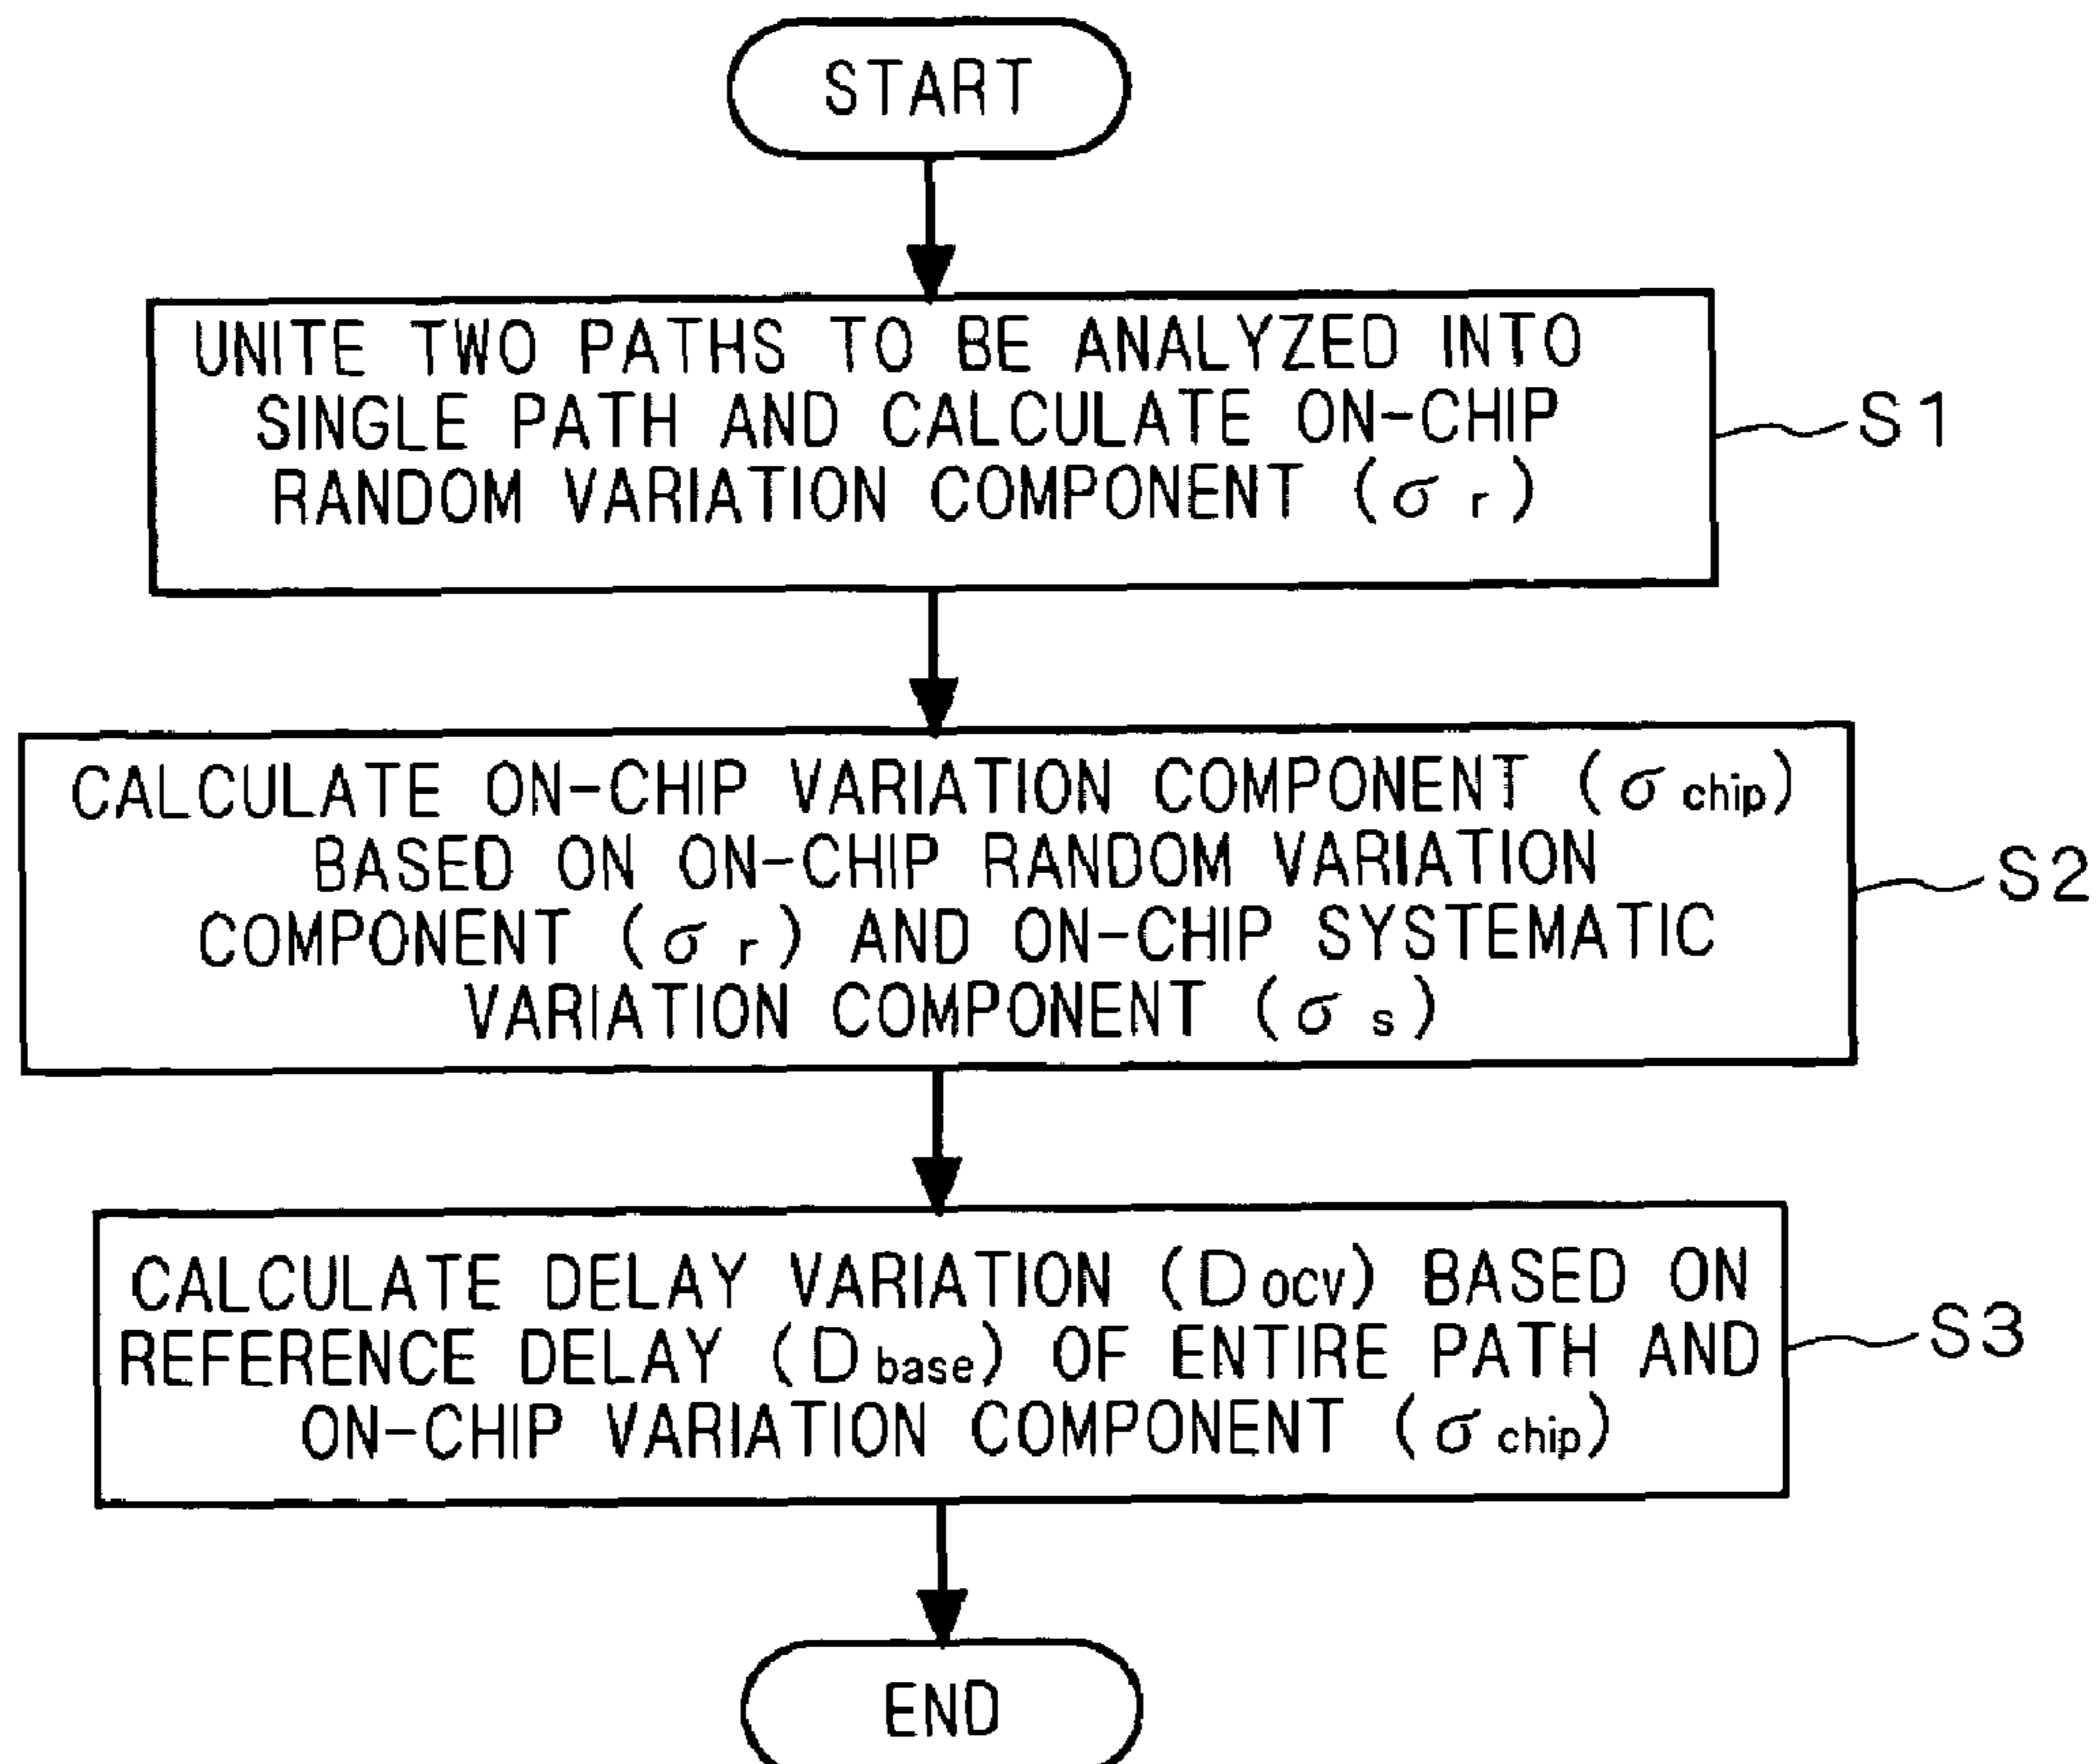 START
UNITE TWO PATHS TO BE ANALYZED INTO
SINGLE PATH AND CALCULATE ON-CHIP
RANDOM VARIATION COMPONENT (σ r)
S1
CALCULATE ON-CHIP VARIATION COMPONENT (σ chip)
BASED ON ON-CHIP RANDOM VARIATION
COMPONENT (σ r) AND ON-CHIP SYSTEMATIC
VARIATION COMPONENT (σ s)
S2
CALCULATE DELAY VARIATION (D OCV) BASED ON
REFERENCE DELAY (D base) OF ENTIRE PATH AND
ON-CHIP VARIATION COMPONENT (σ chip)
S3
END